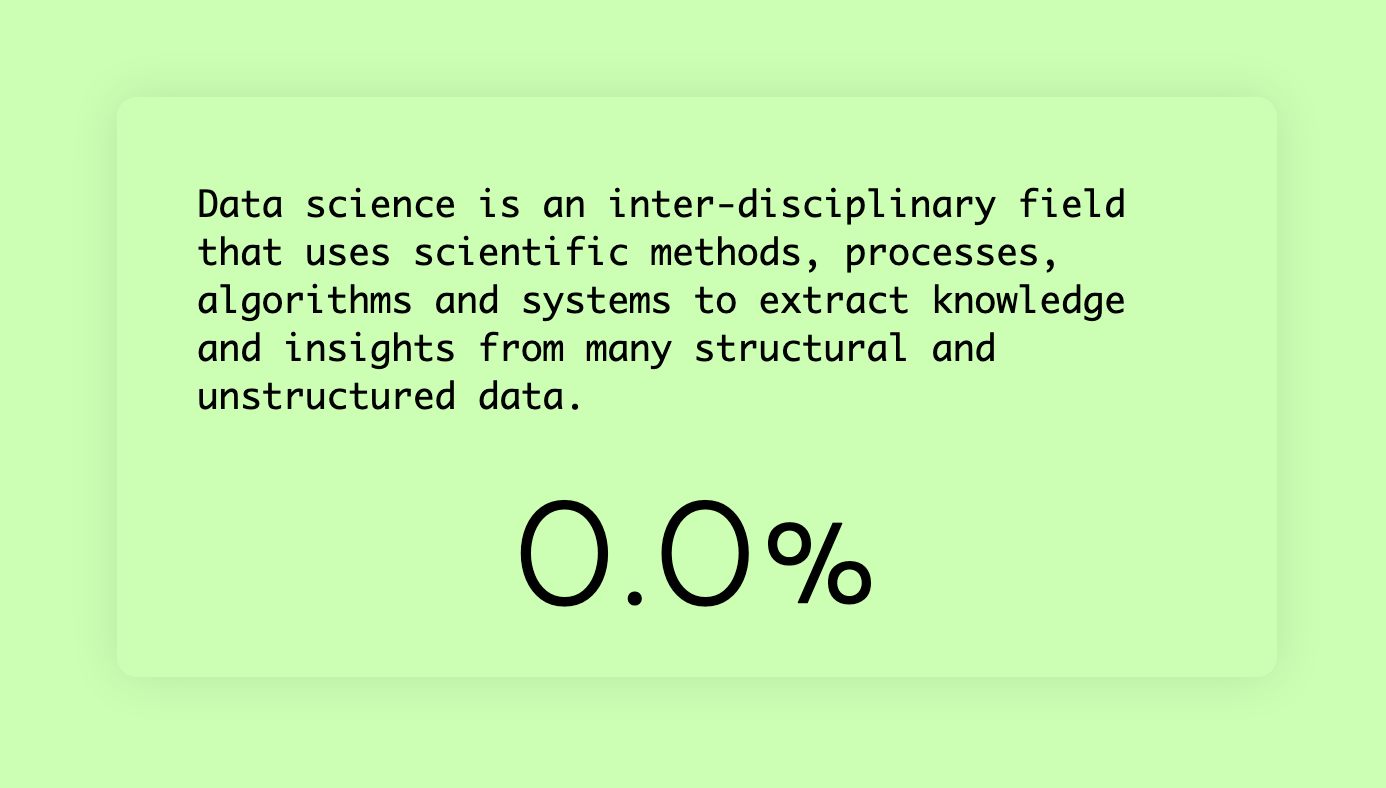 Data science is an inter-disciplinary field
that uses scientific methods, processes,
algorithms and systems to extract knowledge
and insights from many structural and
unstructured data.
0.0%